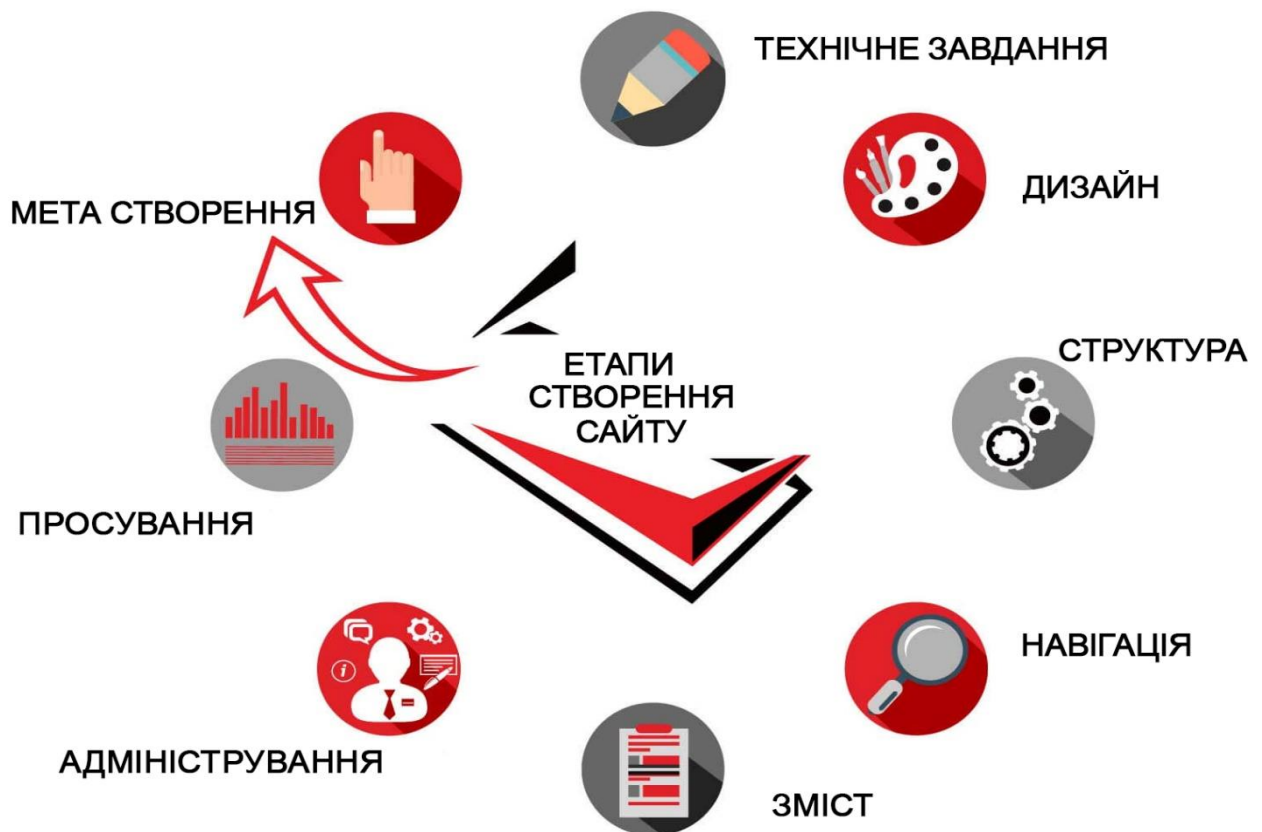 ТЕХНІЧНЕ ЗАВДАННЯ
ДИЗАЙН
МЕТА СТВОРЕННЯ
СТРУКТУРА
ЕТАПИ
СТВОРЕННЯ
САЙТУ
ПРОСУВАННЯ
НАВІГАЦІЯ
АДМІНІСТРУВАННЯ
ЗМІСТ